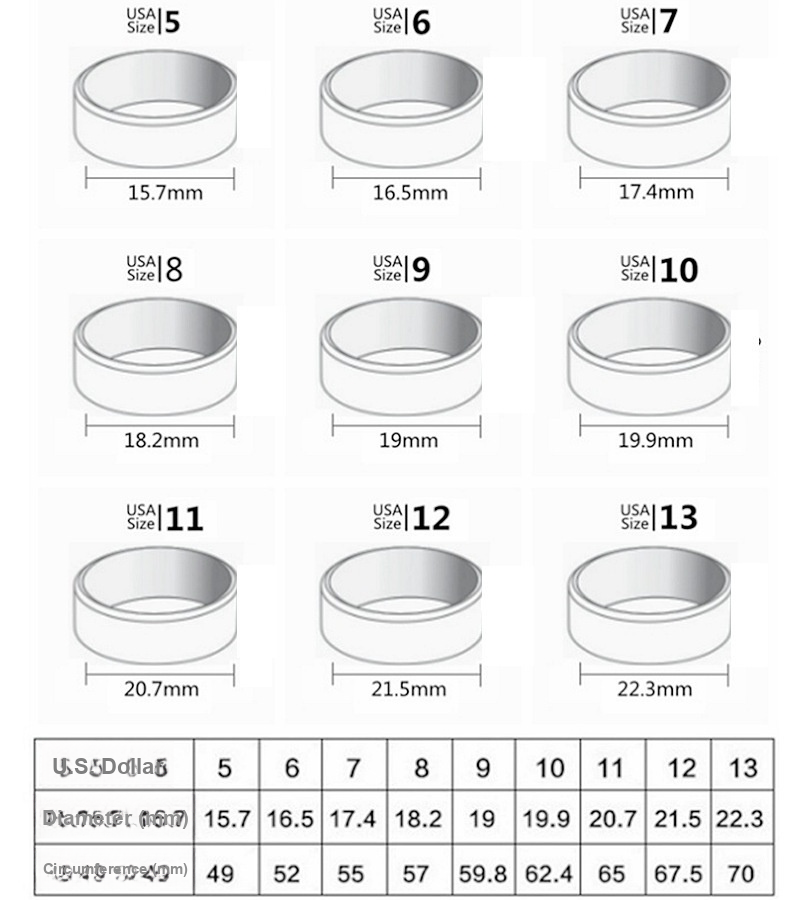 USA Size 5
USA Size 6
USA Size 7
15.7mm
16.5mm
17.4mm
USA Size 8
USA Size 9
USA Size 10
18.2mm
19mm
19.9mm
USA Size 11
USA Size 12
USA Size 13
20.7mm
21.5mm
22.3mm
U.S. Dollar 5 6 7 8 9 10 11 12 13
Diameter (mm) 15.7 16.5 17.4 18.2 19 19.9 20.7 21.5 22.3
Circumference (mm) 49 52 55 57 59.8 62.4 65 67.5 70